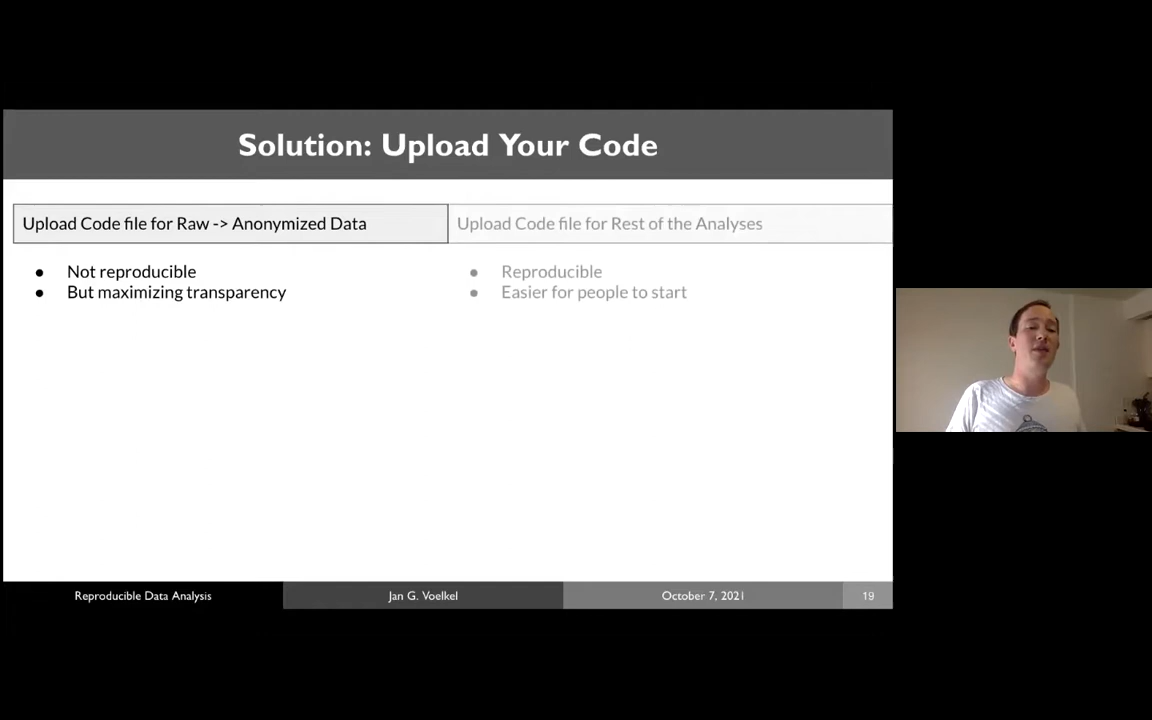 Solution: Upload Your Code
Upload Code file for Raw -> Anonymized Data
Upload Code file for Rest of the Analyses
● Not reproducible
● But maximizing transparency
● Reproducible
● Easier for people to start
Reproducible Data Analysis
Jan G. Voelkel
October 7, 2021
19